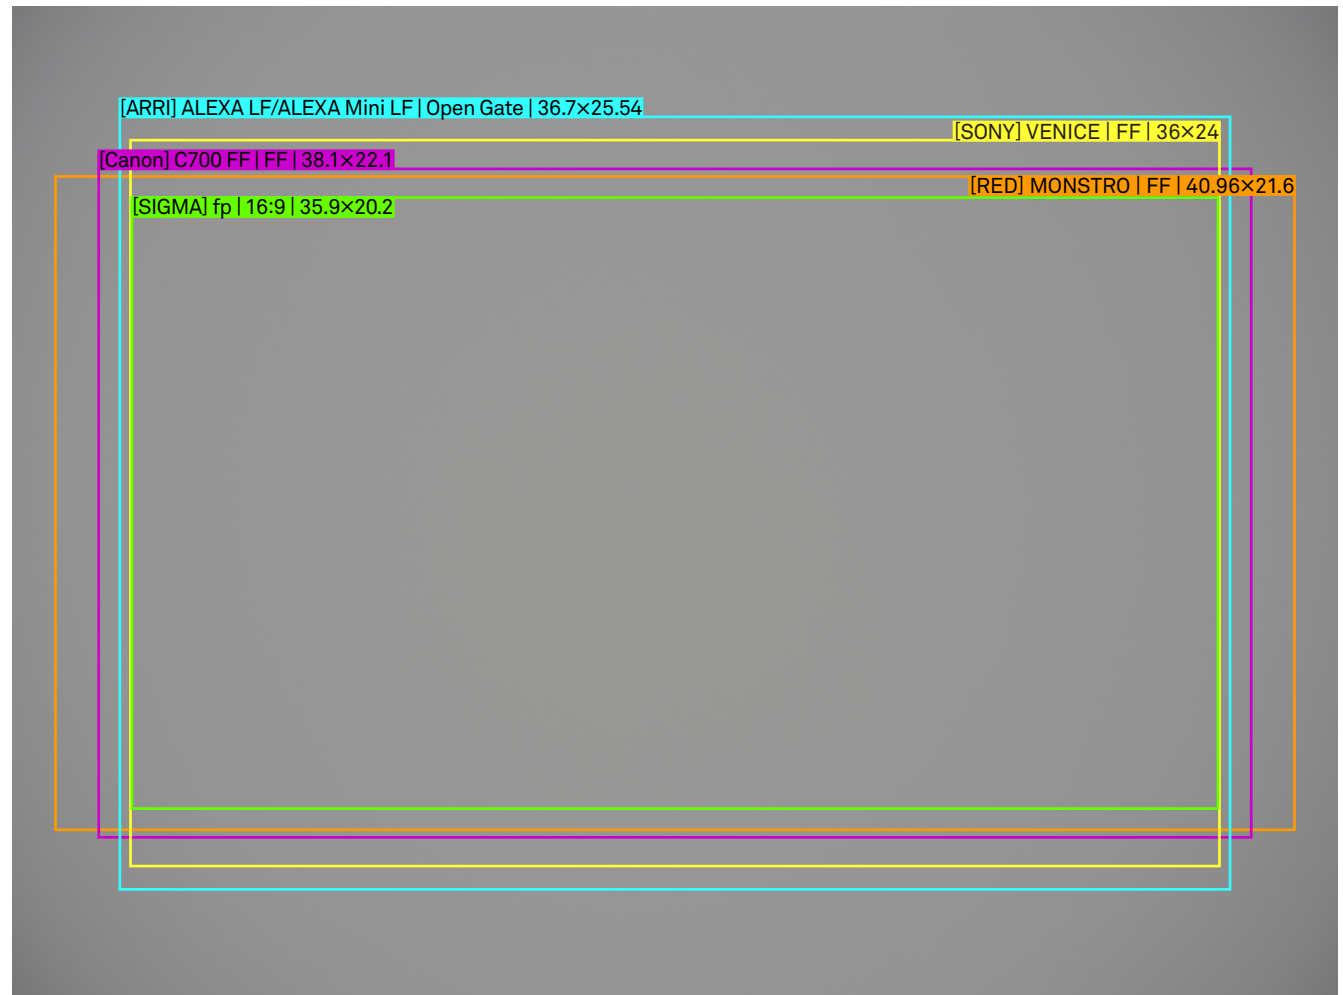 [ARRI] ALEXA LF/ALEXA Mini LF | Open Gate | 36.7×25.54
[SONY] VENICE | FF | 36×24
[Canon] C700 FF | FF | 38.1×22.1
[RED] MONSTRO | FF | 40.96×21.6
[SIGMA] fp | 16:9 | 35.9×20.2